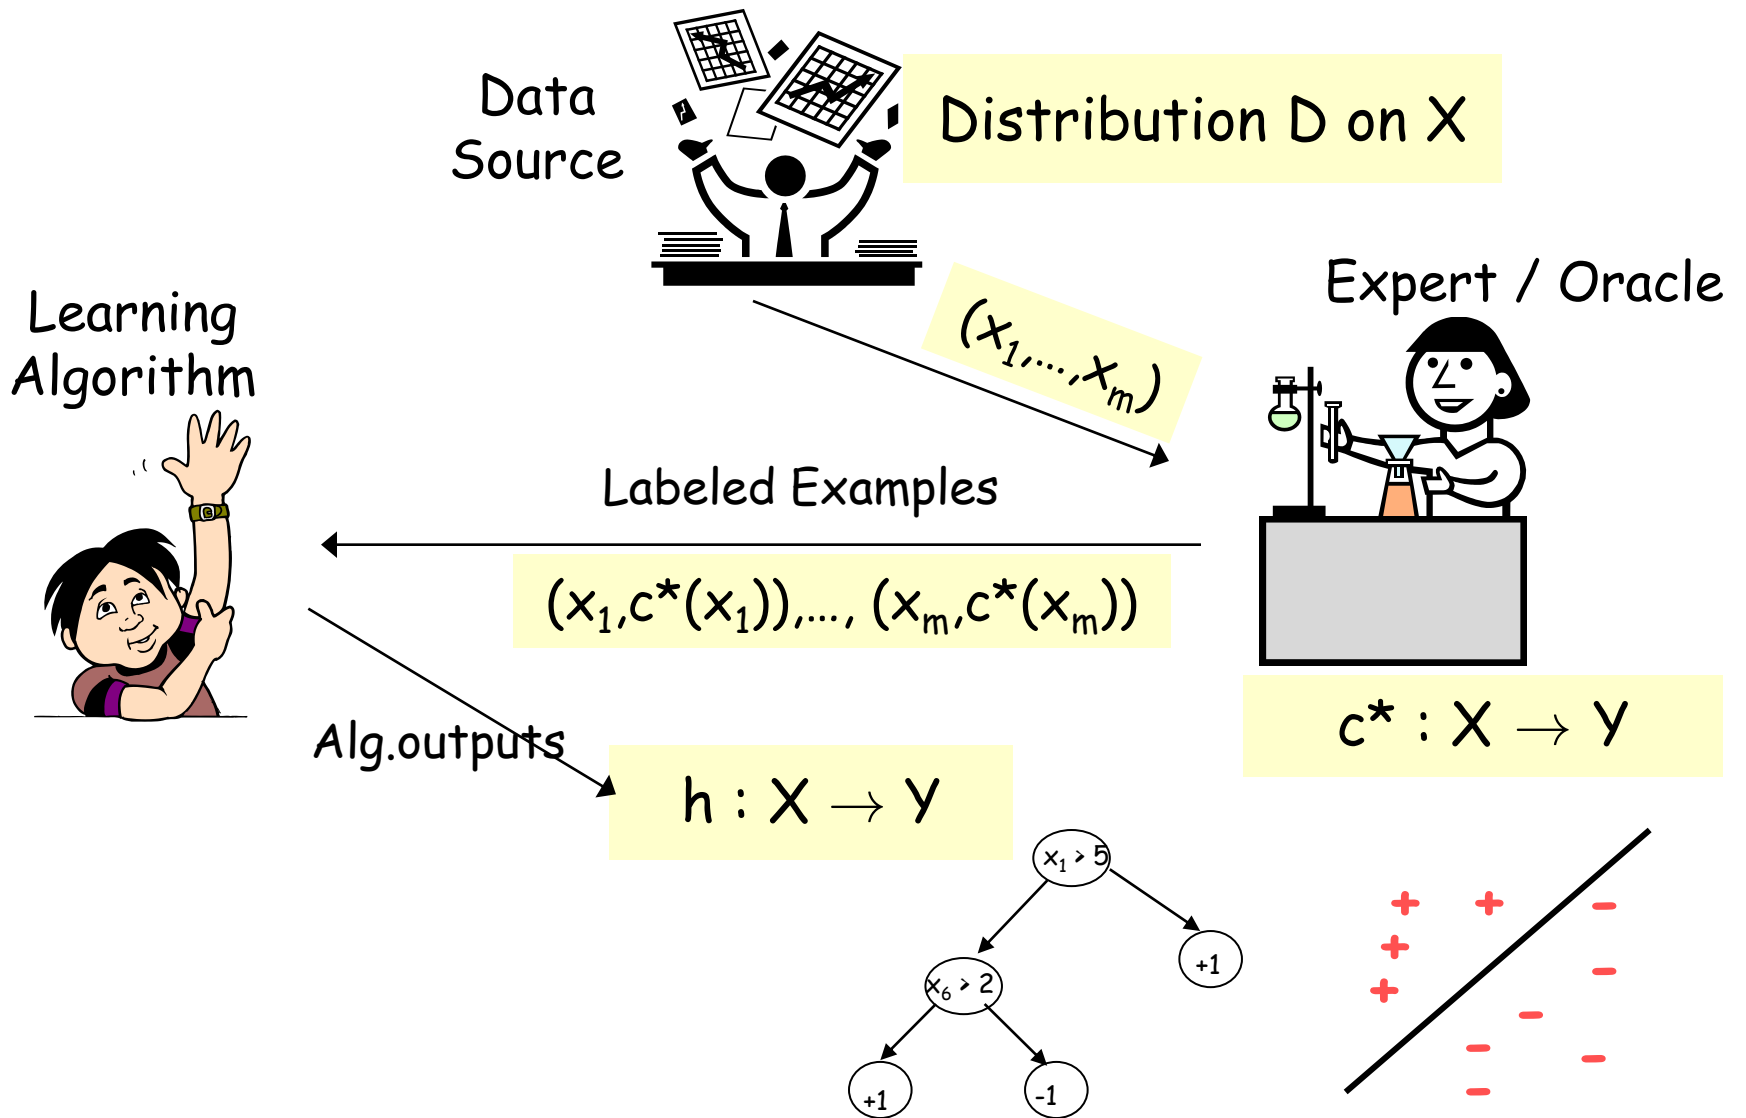 Data
Source
Distribution D on X
Expert / Oracle
Learning
Algorithm
(x₁,...,xₘ)
Labeled Examples
(x₁,c*(x₁)),..., (xₘ,c*(xₘ))
c* : X → Y
Alg.outputs
h : X → Y
x₁ > 5
+1
x₆ > 2
+1
-1
+ + -
+
-
+
-
- -
-